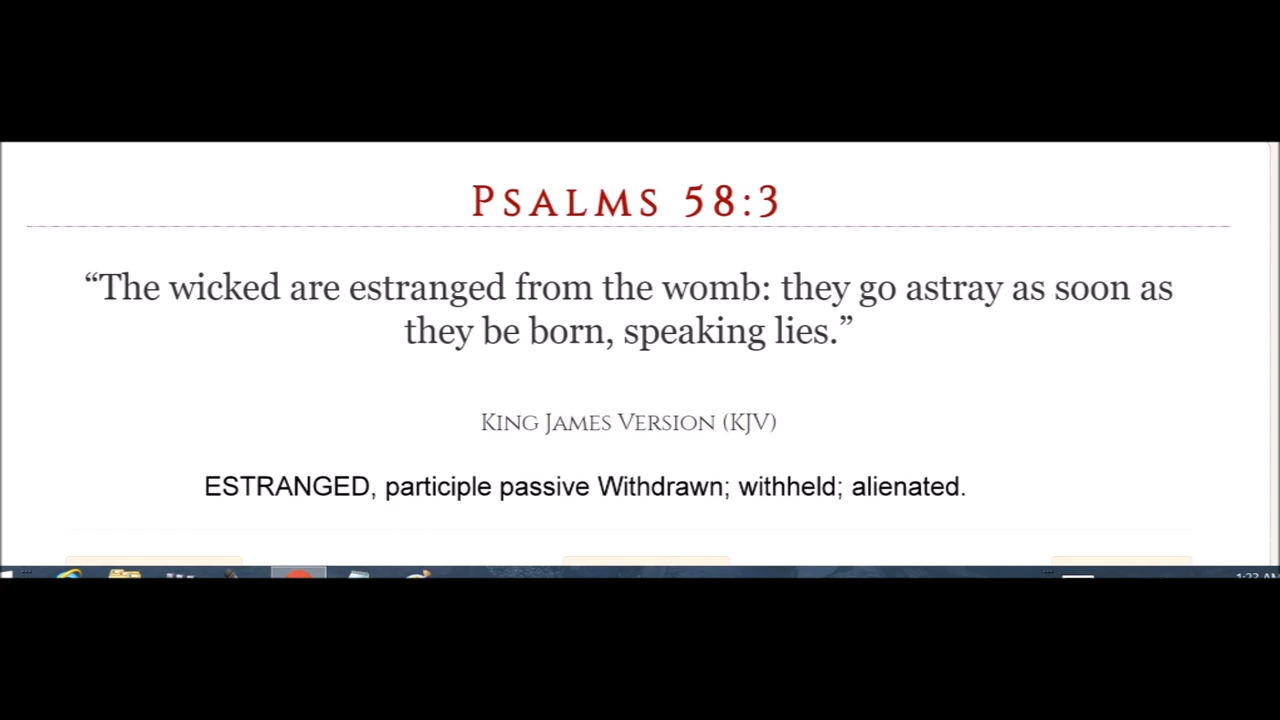 PSALMS 58:3
“The wicked are estranged from the womb: they go astray as soon as
they be born, speaking lies.”
KING JAMES VERSION (KJV)
ESTRANGED, participle passive Withdrawn; withheld; alienated.